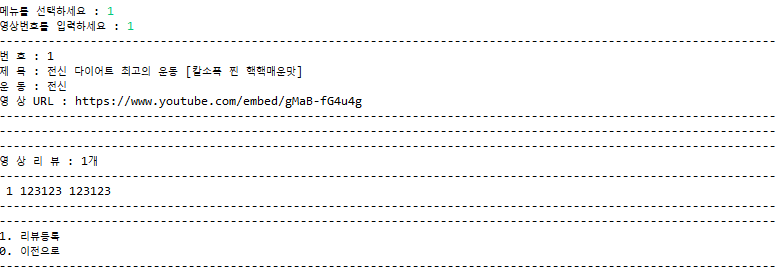 메뉴를 선택하세요 : 1
영상번호를 입력하세요 : 1
--------------------------------------------------------------------------------------------------------------
번 호 : 1
제 목 : 전신 다이어트 최고의 운동 [칼소폭 찐 핵핵매운맛]
운 동 : 전신
영 상 URL : https://www.youtube.com/embed/gMaB-fG4u4g
--------------------------------------------------------------------------------------------------------------
--------------------------------------------------------------------------------------------------------------
--------------------------------------------------------------------------------------------------------------
영 상 리 뷰 : 1개
--------------------------------------------------------------------------------------------------------------
1 123123 123123
--------------------------------------------------------------------------------------------------------------
--------------------------------------------------------------------------------------------------------------
1. 리뷰등록
0. 이전으로
--------------------------------------------------------------------------------------------------------------